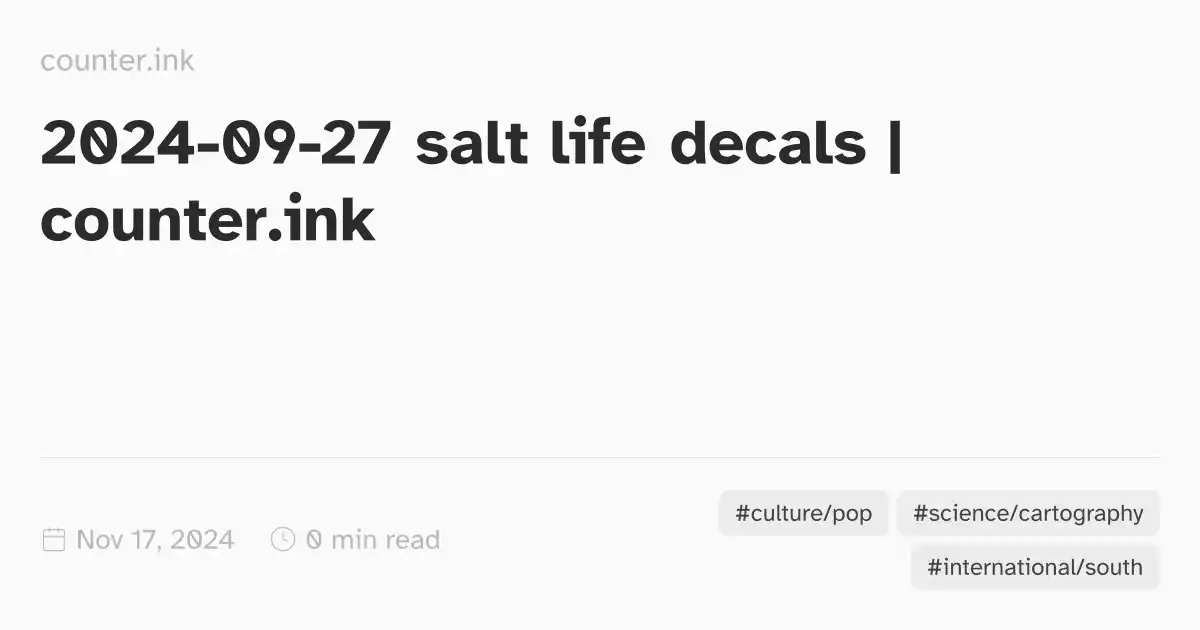 counter.ink
2024-09-27 salt life decals |
counter.ink
Nov 17, 2024
0 min read
#culture/pop
#science/cartography
#international/south